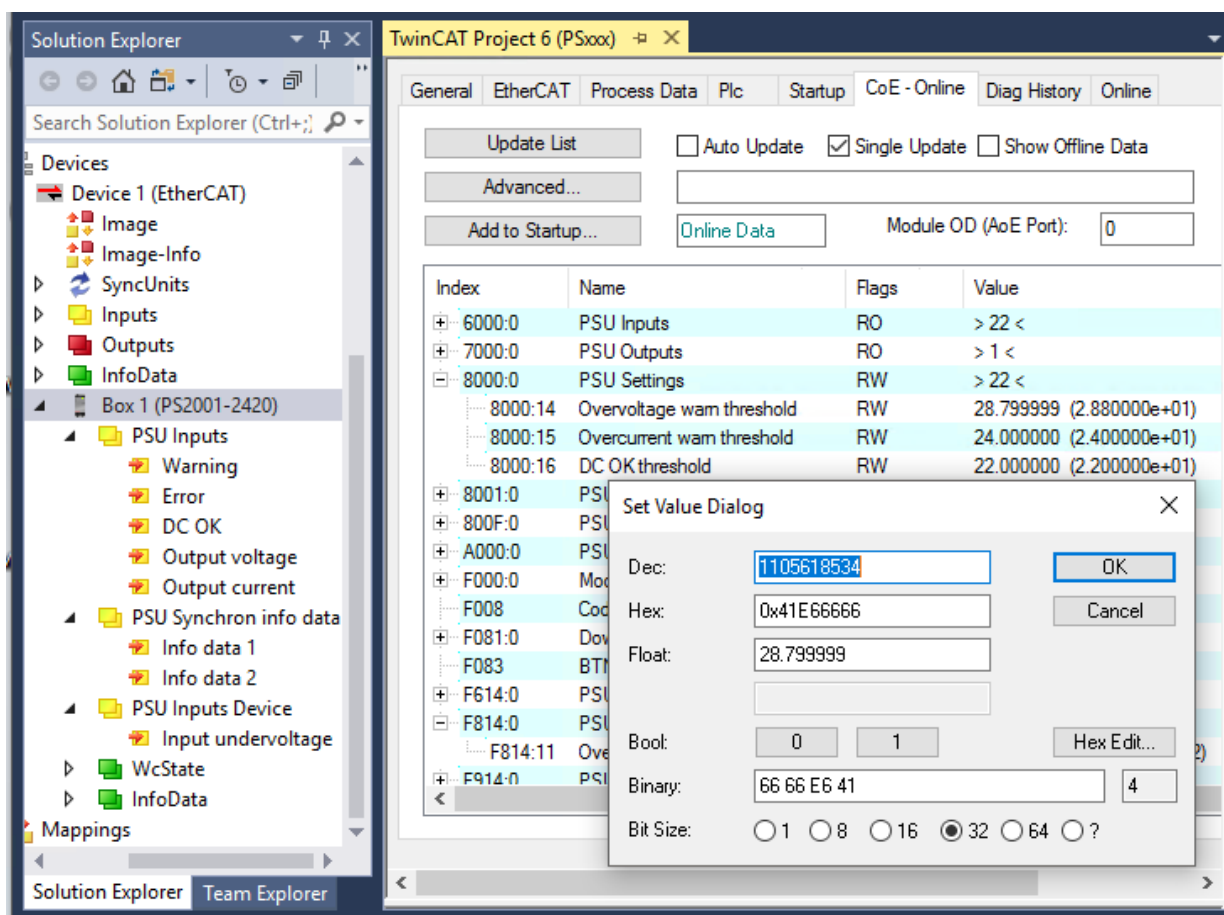 Solution Explorer
Search Solution Explorer (Ctrl+;)
Devices
Device 1 (EtherCAT)
Image
Image-Info
SyncUnits
Inputs
Outputs
InfoData
Box 1 (PS2001-2420)
PSU Inputs
Warning
Error
DC OK
Output voltage
Output current
PSU Synchron info data
Info data 1
Info data 2
PSU Inputs Device
Input undervoltage
WcState
InfoData
Mappings
Solution Explorer Team Explorer
TwinCAT Project 6 (PSxxx)
General EtherCAT Process Data Plc Startup CoE - Online Diag History Online
Update List Auto Update Single Update Show Offline Data
Advanced...
Add to Startup... Online Data Module OD (AoE Port): 0
Index Name Flags Value
6000:0 PSU Inputs RO > 22 <
7000:0 PSU Outputs RO > 1 <
8000:0 PSU Settings RW > 22 <
8000:14 Overvoltage warn threshold RW 28.799999 (2.880000e+01)
8000:15 Overcurrent warn threshold RW 24.000000 (2.400000e+01)
8000:16 DC OK threshold RW 22.000000 (2.200000e+01)
8001:0
800F:0
A000:0
F000:0
F008
F081:0
F083
F614:0
F814:0
F814:11
F914:0
Set Value Dialog
Dec: 1105618534 OK
Hex: 0x41E66666 Cancel
Float: 28.799999
Bool: 0 1 Hex Edit...
Binary: 66 66 E6 41 4
Bit Size: 1 8 16 32 64 ?